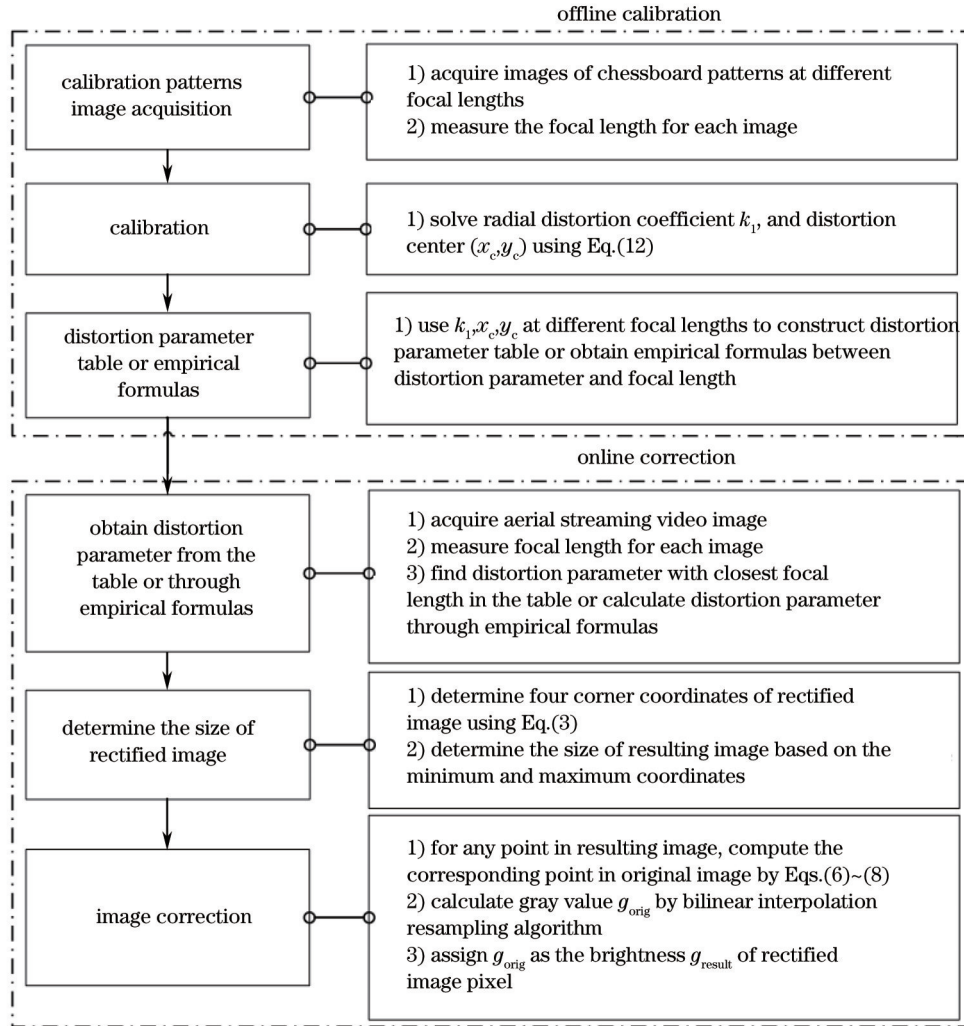 offline calibration
calibration patterns
image acquisition
1) acquire images of chessboard patterns at different
focal lengths
2) measure the focal length for each image
calibration
1) solve radial distortion coefficient k₁, and distortion
center (x_c,y_c) using Eq.(12)
distortion parameter
table or empirical
formulas
1) use k₁,x_c,y_c at different focal lengths to construct distortion
parameter table or obtain empirical formulas between
distortion parameter and focal length
online correction
obtain distortion
parameter from the
table or through
empirical formulas
1) acquire aerial streaming video image
2) measure focal length for each image
3) find distortion parameter with closest focal
length in the table or calculate distortion parameter
through empirical formulas
determine the size of
rectified image
1) determine four corner coordinates of rectified
image using Eq.(3)
2) determine the size of resulting image based on the
minimum and maximum coordinates
image correction
1) for any point in resulting image, compute the
corresponding point in original image by Eqs.(6)~(8)
2) calculate gray value g_orig by bilinear interpolation
resampling algorithm
3) assign g_orig as the brightness g_result of rectified
image pixel